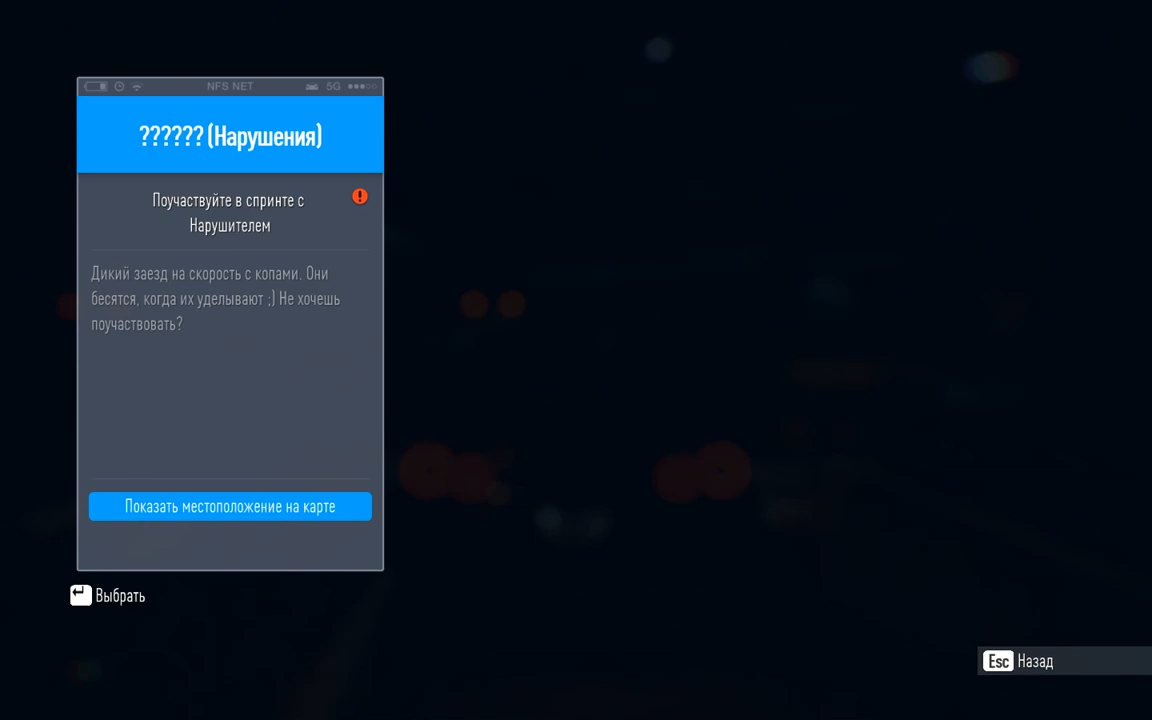 NFS NET
5G
?????? (Нарушения)
Поучаствуйте в спринте с
Нарушителем
Дикий заезд на скорость с копами. Они
бесятся, когда их уделывают ;) Не хочешь
поучаствовать?
Показать местоположение на карте
Выбрать
Esc Назад